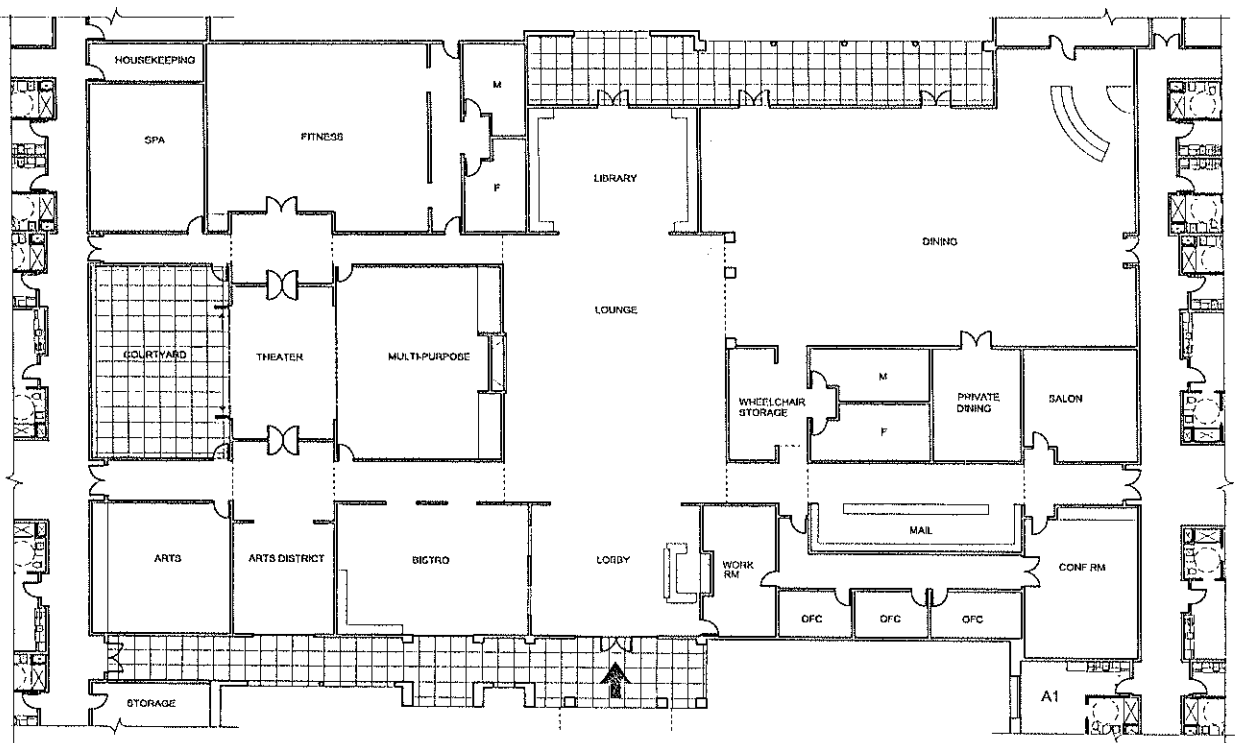 HOUSEKEEPING
SPA
FITNESS
M
F
LIBRARY
DINING
LOUNGE
COURTYARD
THEATER
MULTI-PURPOSE
WHEELCHAIR
STORAGE
M
F
PRIVATE
DINING
SALON
ARTS
ARTS DISTRICT
BISTRO
LOBBY
WORK
RM
MAIL
CONF RM
OFC
OFC
OFC
STORAGE
A1